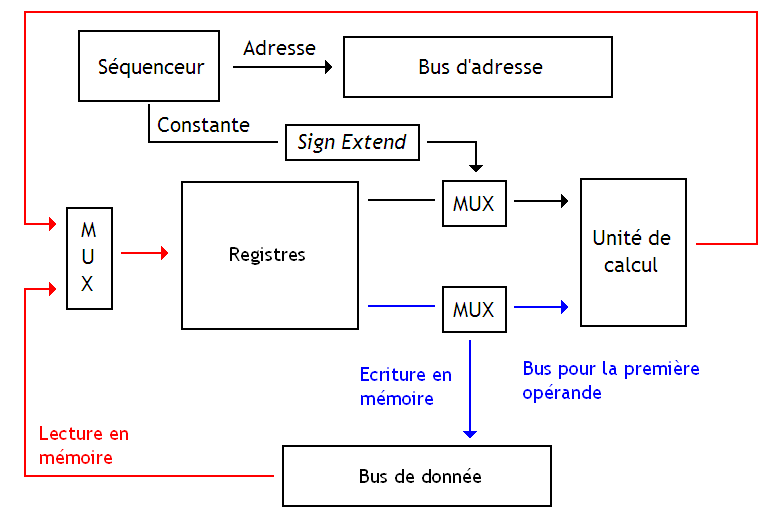 Séquenceur
Adresse
Bus d'adresse
Constante
Sign Extend
M
U
X
Registres
MUX
Unité de
calcul
MUX
Ecriture en
mémoire
Bus pour la première
opérande
Lecture en
mémoire
Bus de donnée